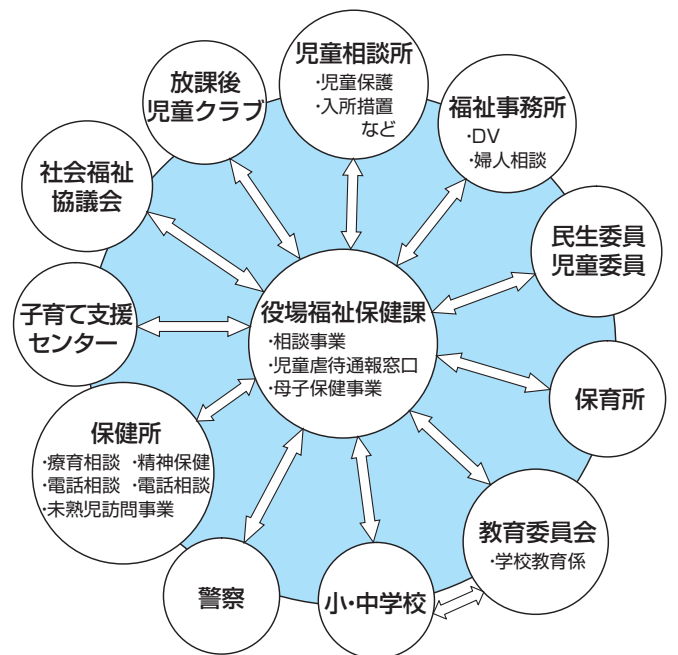 児童相談所
・児童保護
・入所措置
など
福祉事務所
・DV
・婦人相談
民生委員
児童委員
保育所
教育委員会
・学校教育係
小・中学校
警察
保健所
・療育相談 ・精神保健
・電話相談 ・電話相談
・未熟児訪問事業
子育て支援
センター
社会福祉
協議会
放課後
児童クラブ
役場福祉保健課
・相談事業
・児童虐待通報窓口
・母子保健事業